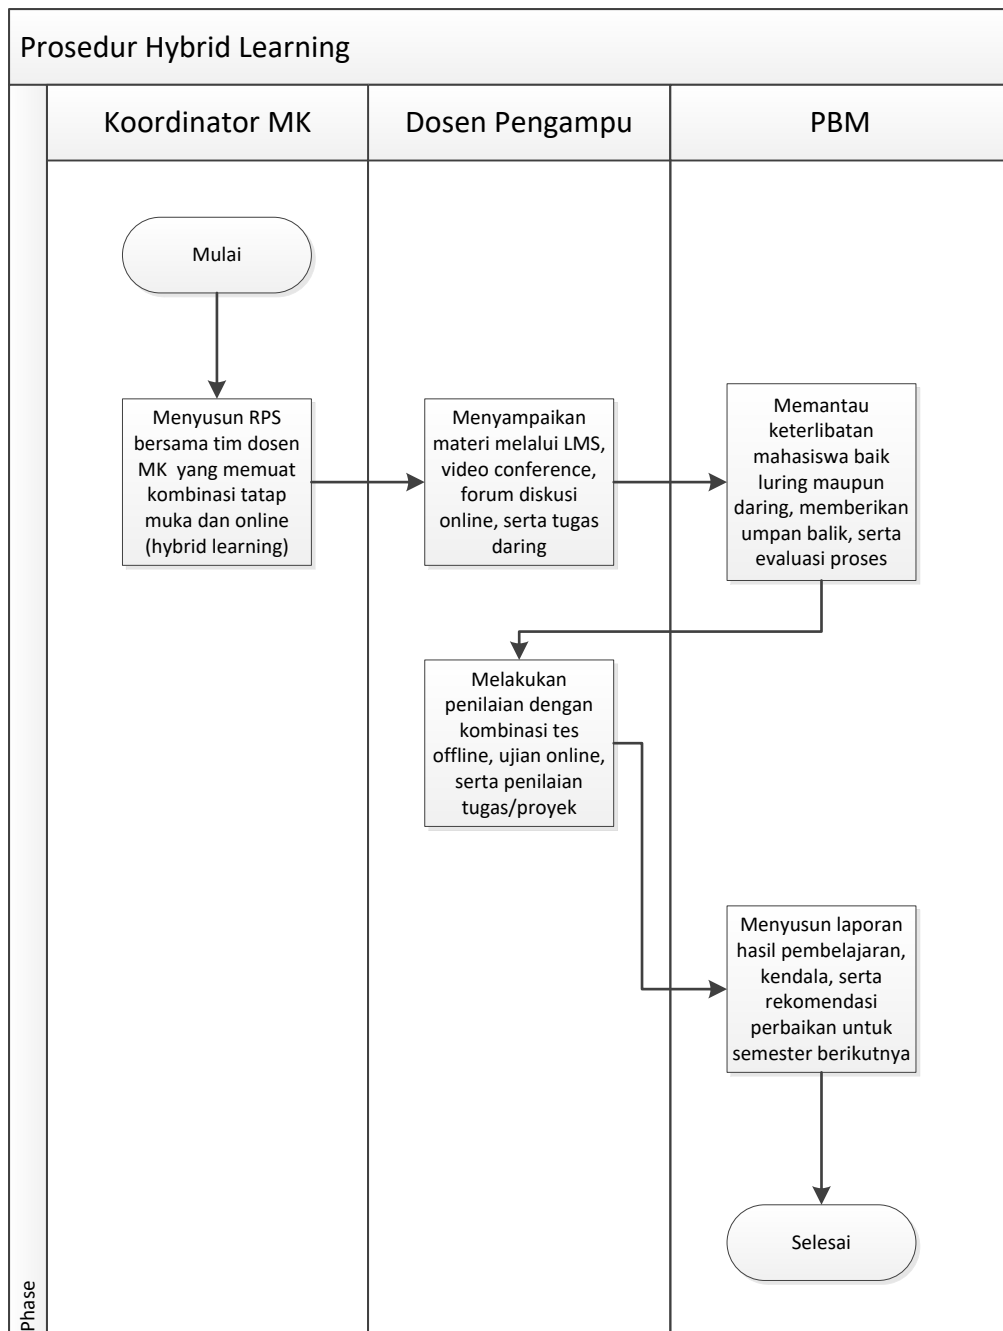 Prosedur Hybrid Learning
Koordinator MK
Dosen Pengampu
PBM
Mulai
Menyusun RPS
bersama tim dosen
MK yang memuat
kombinasi tatap
muka dan online
(hybrid learning)
Menyampaikan
materi melalui LMS,
video conference,
forum diskusi
online, serta tugas
daring
Memantau
keterlibatan
mahasiswa baik
luring maupun
daring, memberikan
umpan balik, serta
evaluasi proses
Melakukan
penilaian dengan
kombinasi tes
offline, ujian online,
serta penilaian
tugas/proyek
Menyusun laporan
hasil pembelajaran,
kendala, serta
rekomendasi
perbaikan untuk
semester berikutnya
Selesai
Phase